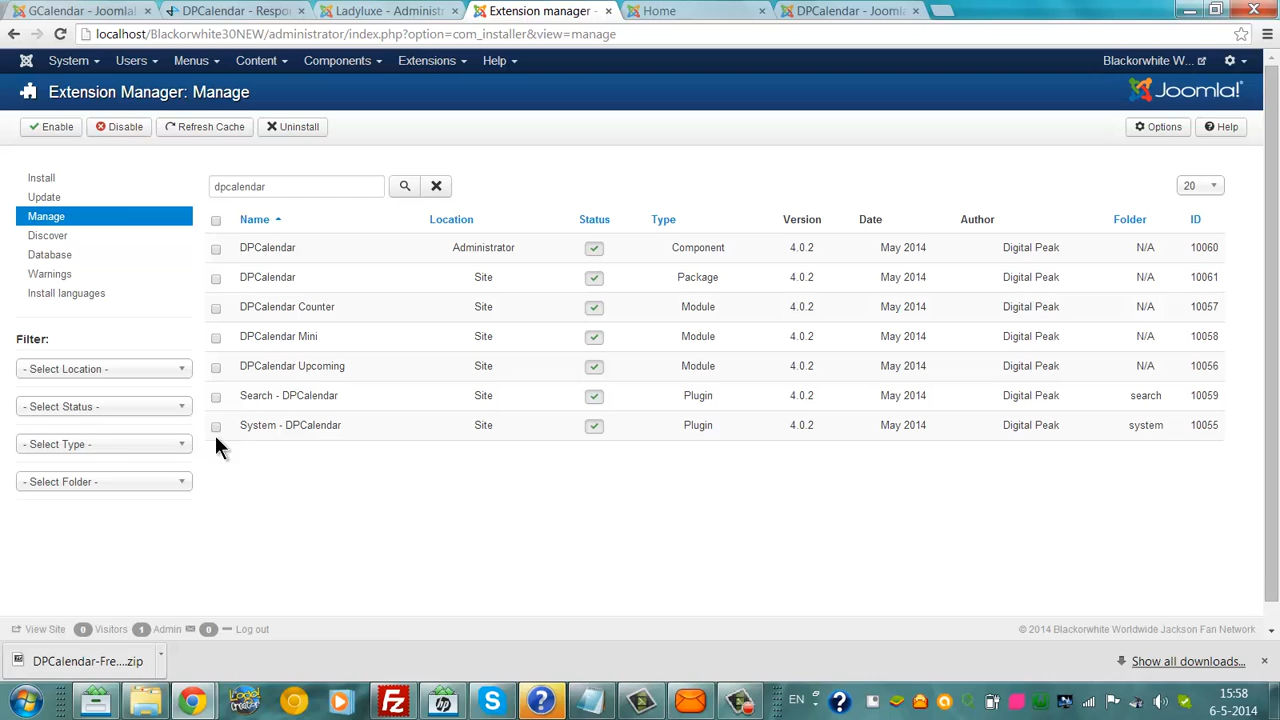 GCalendar - Joomla!
DPCalendar - Respon
Ladyluxe - Administra
Extension manager -
Home
DPCalendar - Joomla!
localhost/Blackorwhite30NEW/administrator/index.php?option=com_installer&view=manage
System Users Menus Content Components Extensions Help Blackorwhite W...
Extension Manager: Manage Joomla!
Enable Disable Refresh Cache Uninstall Options Help
Install
Update
Manage
Discover
Database
Warnings
Install languages
Filter:
- Select Location -
- Select Status -
- Select Type -
- Select Folder -
dpcalendar 20
Name Location Status Type Version Date Author Folder ID
DPCalendar Administrator Component 4.0.2 May 2014 Digital Peak N/A 10060
DPCalendar Site Package 4.0.2 May 2014 Digital Peak N/A 10061
DPCalendar Counter Site Module 4.0.2 May 2014 Digital Peak N/A 10057
DPCalendar Mini Site Module 4.0.2 May 2014 Digital Peak N/A 10058
DPCalendar Upcoming Site Module 4.0.2 May 2014 Digital Peak N/A 10056
Search - DPCalendar Site Plugin 4.0.2 May 2014 Digital Peak search 10059
System - DPCalendar Site Plugin 4.0.2 May 2014 Digital Peak system 10055
View Site 0 Visitors 1 Admin 0 Log out © 2014 Blackorwhite Worldwide Jackson Fan Network
DPCalendar-Fre....zip Show all downloads...
EN 15:58
6-5-2014